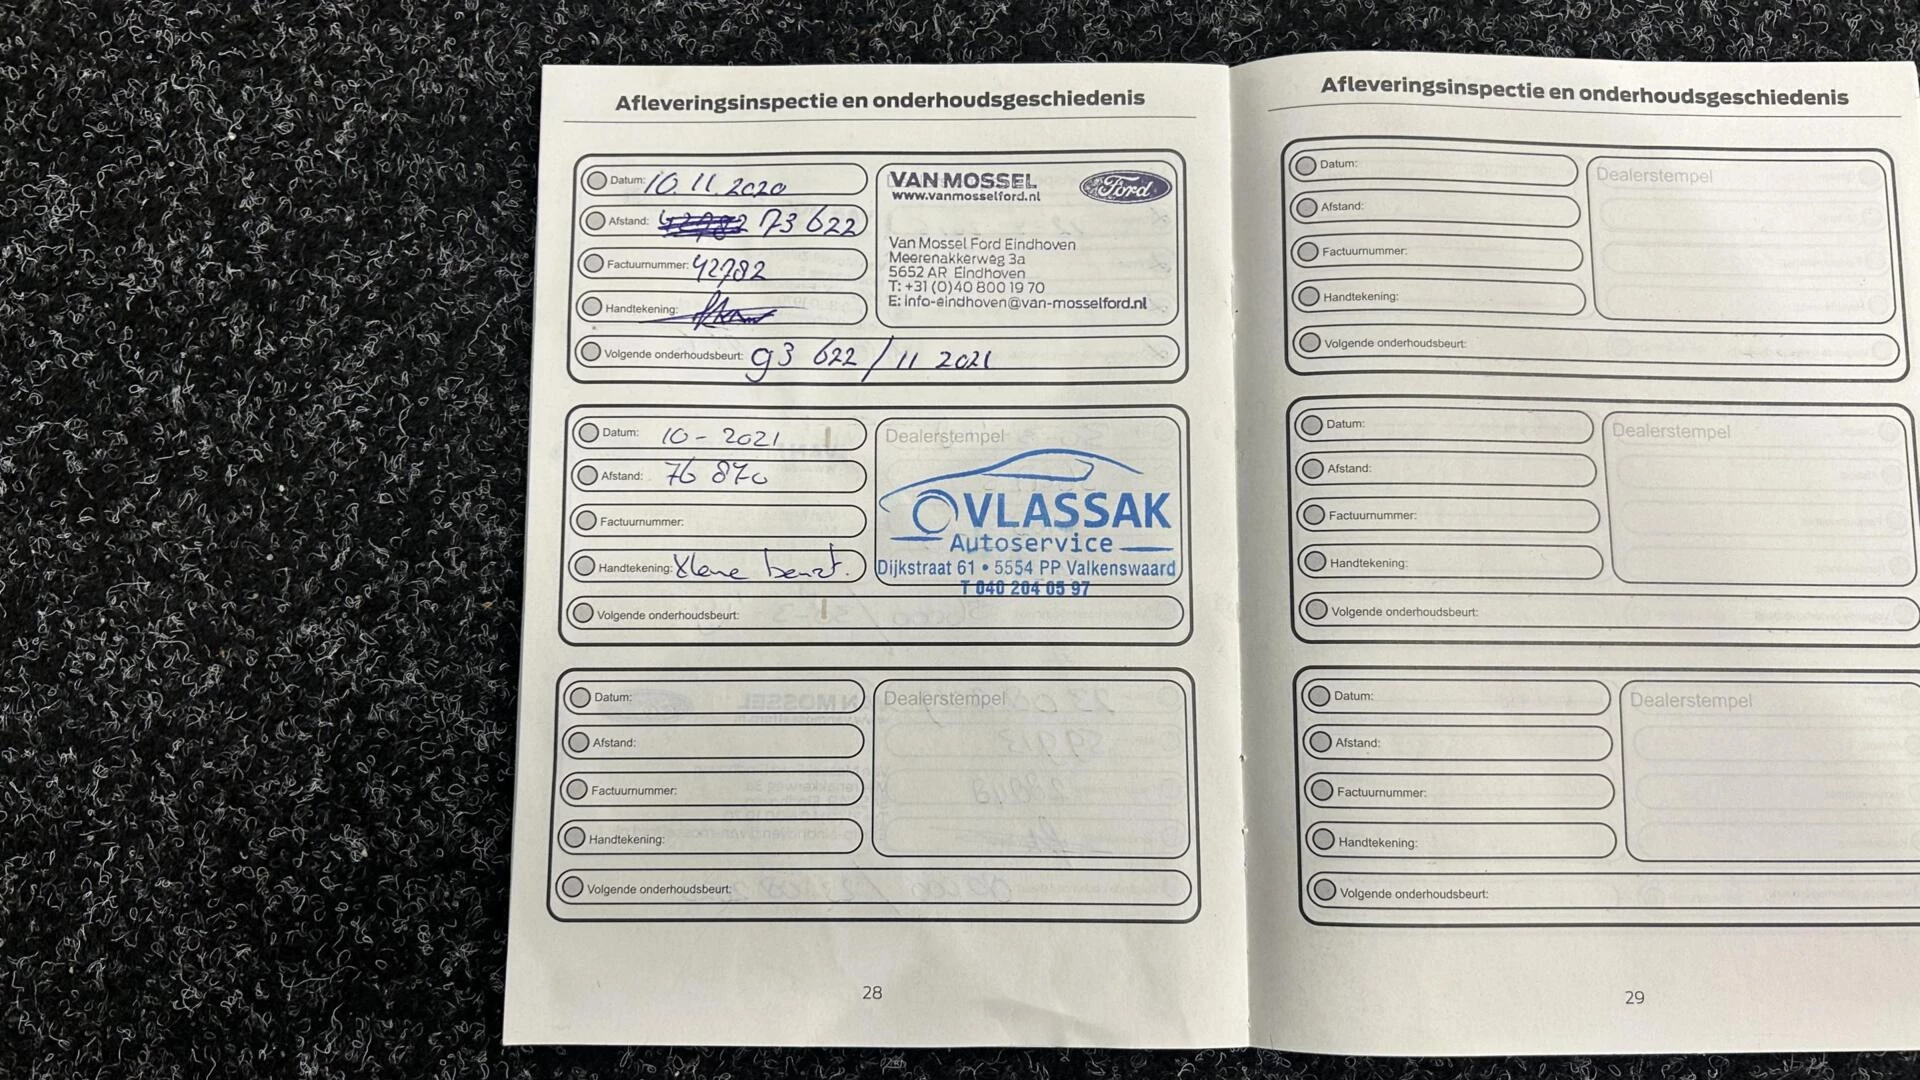 Afleveringsinspectie en onderhoudsgeschiedenis
Datum: 10 11 2020
Afstand: 73 622
Factuurnummer: 42782
Handtekening:
Volgende onderhoudsbeurt: 93 622 / 11 2021
VAN MOSSEL
www.vanmosselford.nl
Ford
Van Mossel Ford Eindhoven
Meerenakkerweg 3a
5652 AR Eindhoven
T: +31 (0)40 800 19 70
E: info-eindhoven@van-mosselford.nl
Datum: 10 - 2021
Afstand: 76 870
Factuurnummer:
Handtekening:
Volgende onderhoudsbeurt:
Dealerstempel
VLASSAK
Autoservice
Dijkstraat 61 • 5554 PP Valkenswaard
T 040 204 05 97
Datum:
Afstand:
Factuurnummer:
Handtekening:
Volgende onderhoudsbeurt:
Dealerstempel
28
Afleveringsinspectie en onderhoudsgeschiedenis
Datum:
Afstand:
Factuurnummer:
Handtekening:
Volgende onderhoudsbeurt:
Dealerstempel
Datum:
Afstand:
Factuurnummer:
Handtekening:
Volgende onderhoudsbeurt:
Dealerstempel
Datum:
Afstand:
Factuurnummer:
Handtekening:
Volgende onderhoudsbeurt:
Dealerstempel
29